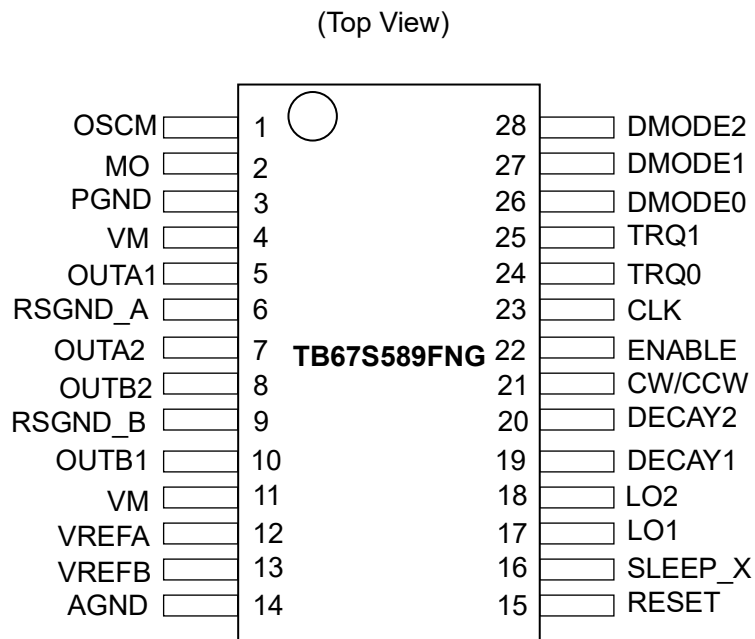 (Top View)
OSCM 1 28 DMODE2
MO 2 27 DMODE1
PGND 3 26 DMODE0
VM 4 25 TRQ1
OUTA1 5 24 TRQ0
RSGND_A 6 23 CLK
OUTA2 7 TB67S589FNG 22 ENABLE
OUTB2 8 21 CW/CCW
RSGND_B 9 20 DECAY2
OUTB1 10 19 DECAY1
VM 11 18 LO2
VREFA 12 17 LO1
VREFB 13 16 SLEEP_X
AGND 14 15 RESET